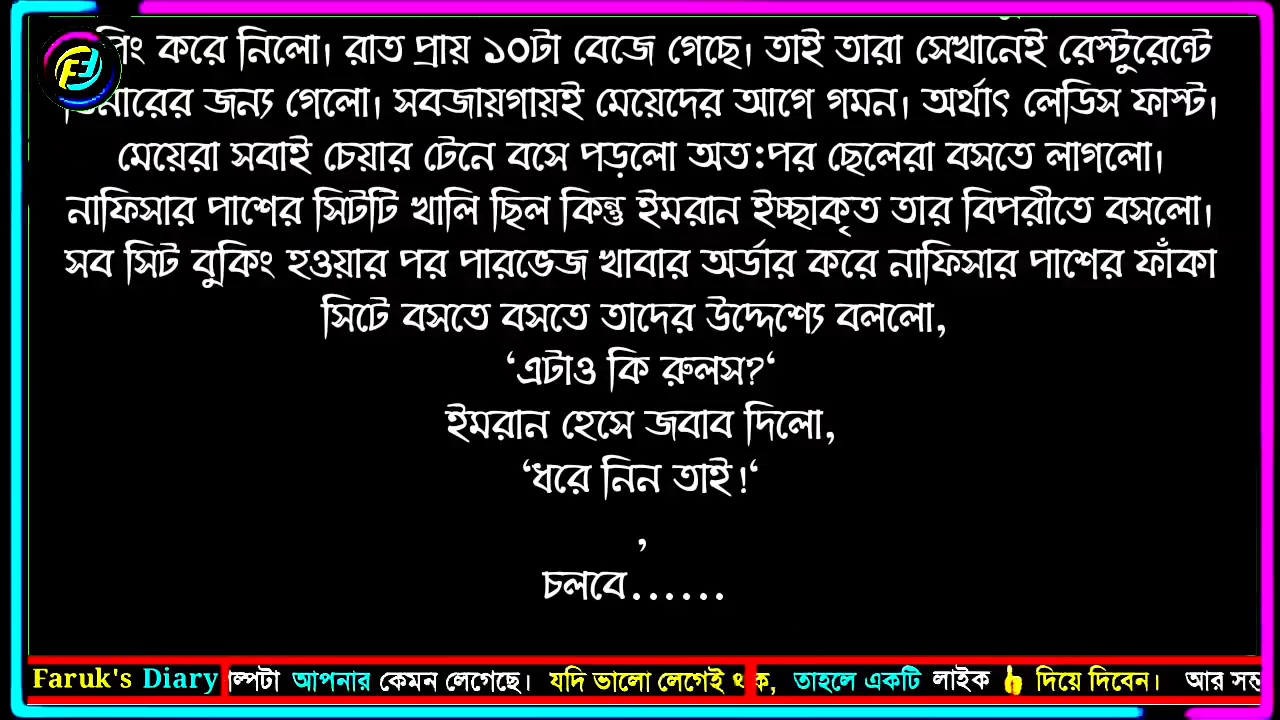 করে নিলো। রাত প্রায় ১০টা বেজে গেছে। তাই তারা সেখানেই রেস্টুরেন্টে
জন্য গেলো। সবজায়গায়ই মেয়েদের আগে গমন। অর্থাৎ লেডিস ফাস্ট।
মেয়েরা সবাই চেয়ার টেনে বসে পড়লো অত:পর ছেলেরা বসতে লাগলো।
নাফিসার পাশের সিটটি খালি ছিল কিন্তু ইমরান ইচ্ছাকৃত তার বিপরীতে বসলো।
সব সিট বুকিং হওয়ার পর পারভেজ খাবার অর্ডার করে নাফিসার পাশের ফাঁকা
সিটে বসতে বসতে তাদের উদ্দেশ্যে বললো,
‘এটাও কি রুলস?‘
ইমরান হেসে জবাব দিলো,
‘ধরে নিন তাই!‘
,
চলবে......
Faruk's Diary আপনার কেমন লেগেছে। যদি ভালো লেগেই তাহলে একটি লাইক 👆 দিয়ে দিবেন। আর